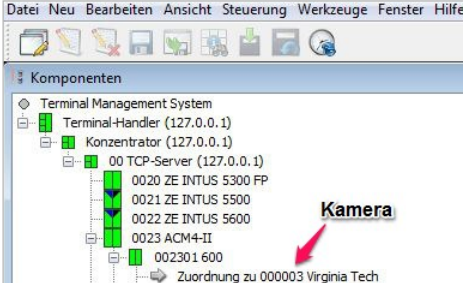 Datei Neu Bearbeiten Ansicht Steuerung Werkzeuge Fenster Hilfe
Komponenten
Terminal Management System
Terminal-Handler (127.0.0.1)
Konzentrator (127.0.0.1)
00 TCP-Server (127.0.0.1)
0020 ZE INTUS 5300 FP
0021 ZE INTUS 5500
0022 ZE INTUS 5600
Kamera
0023 ACM4-II
002301 600
Zuordnung zu 000003 Virginia Tech